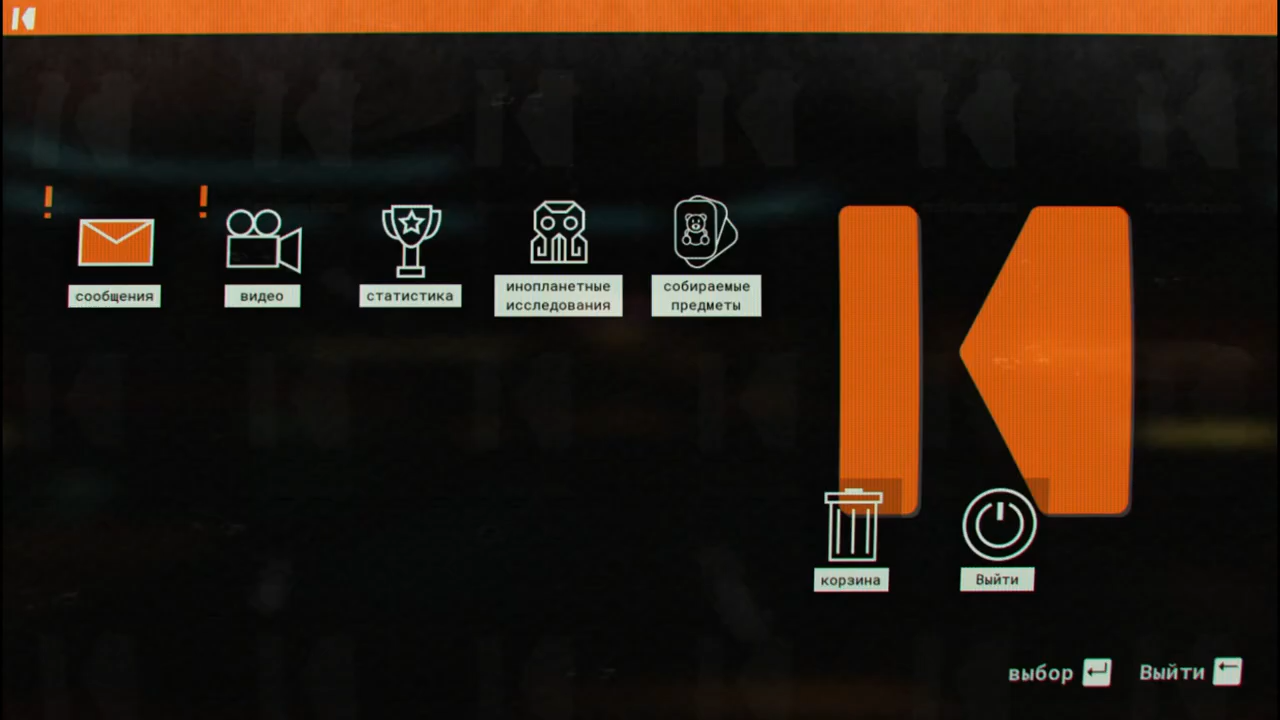 сообщения
видео
статистика
инопланетные
исследования
собираемые
предметы
корзина
Выйти
выбор
Выйти